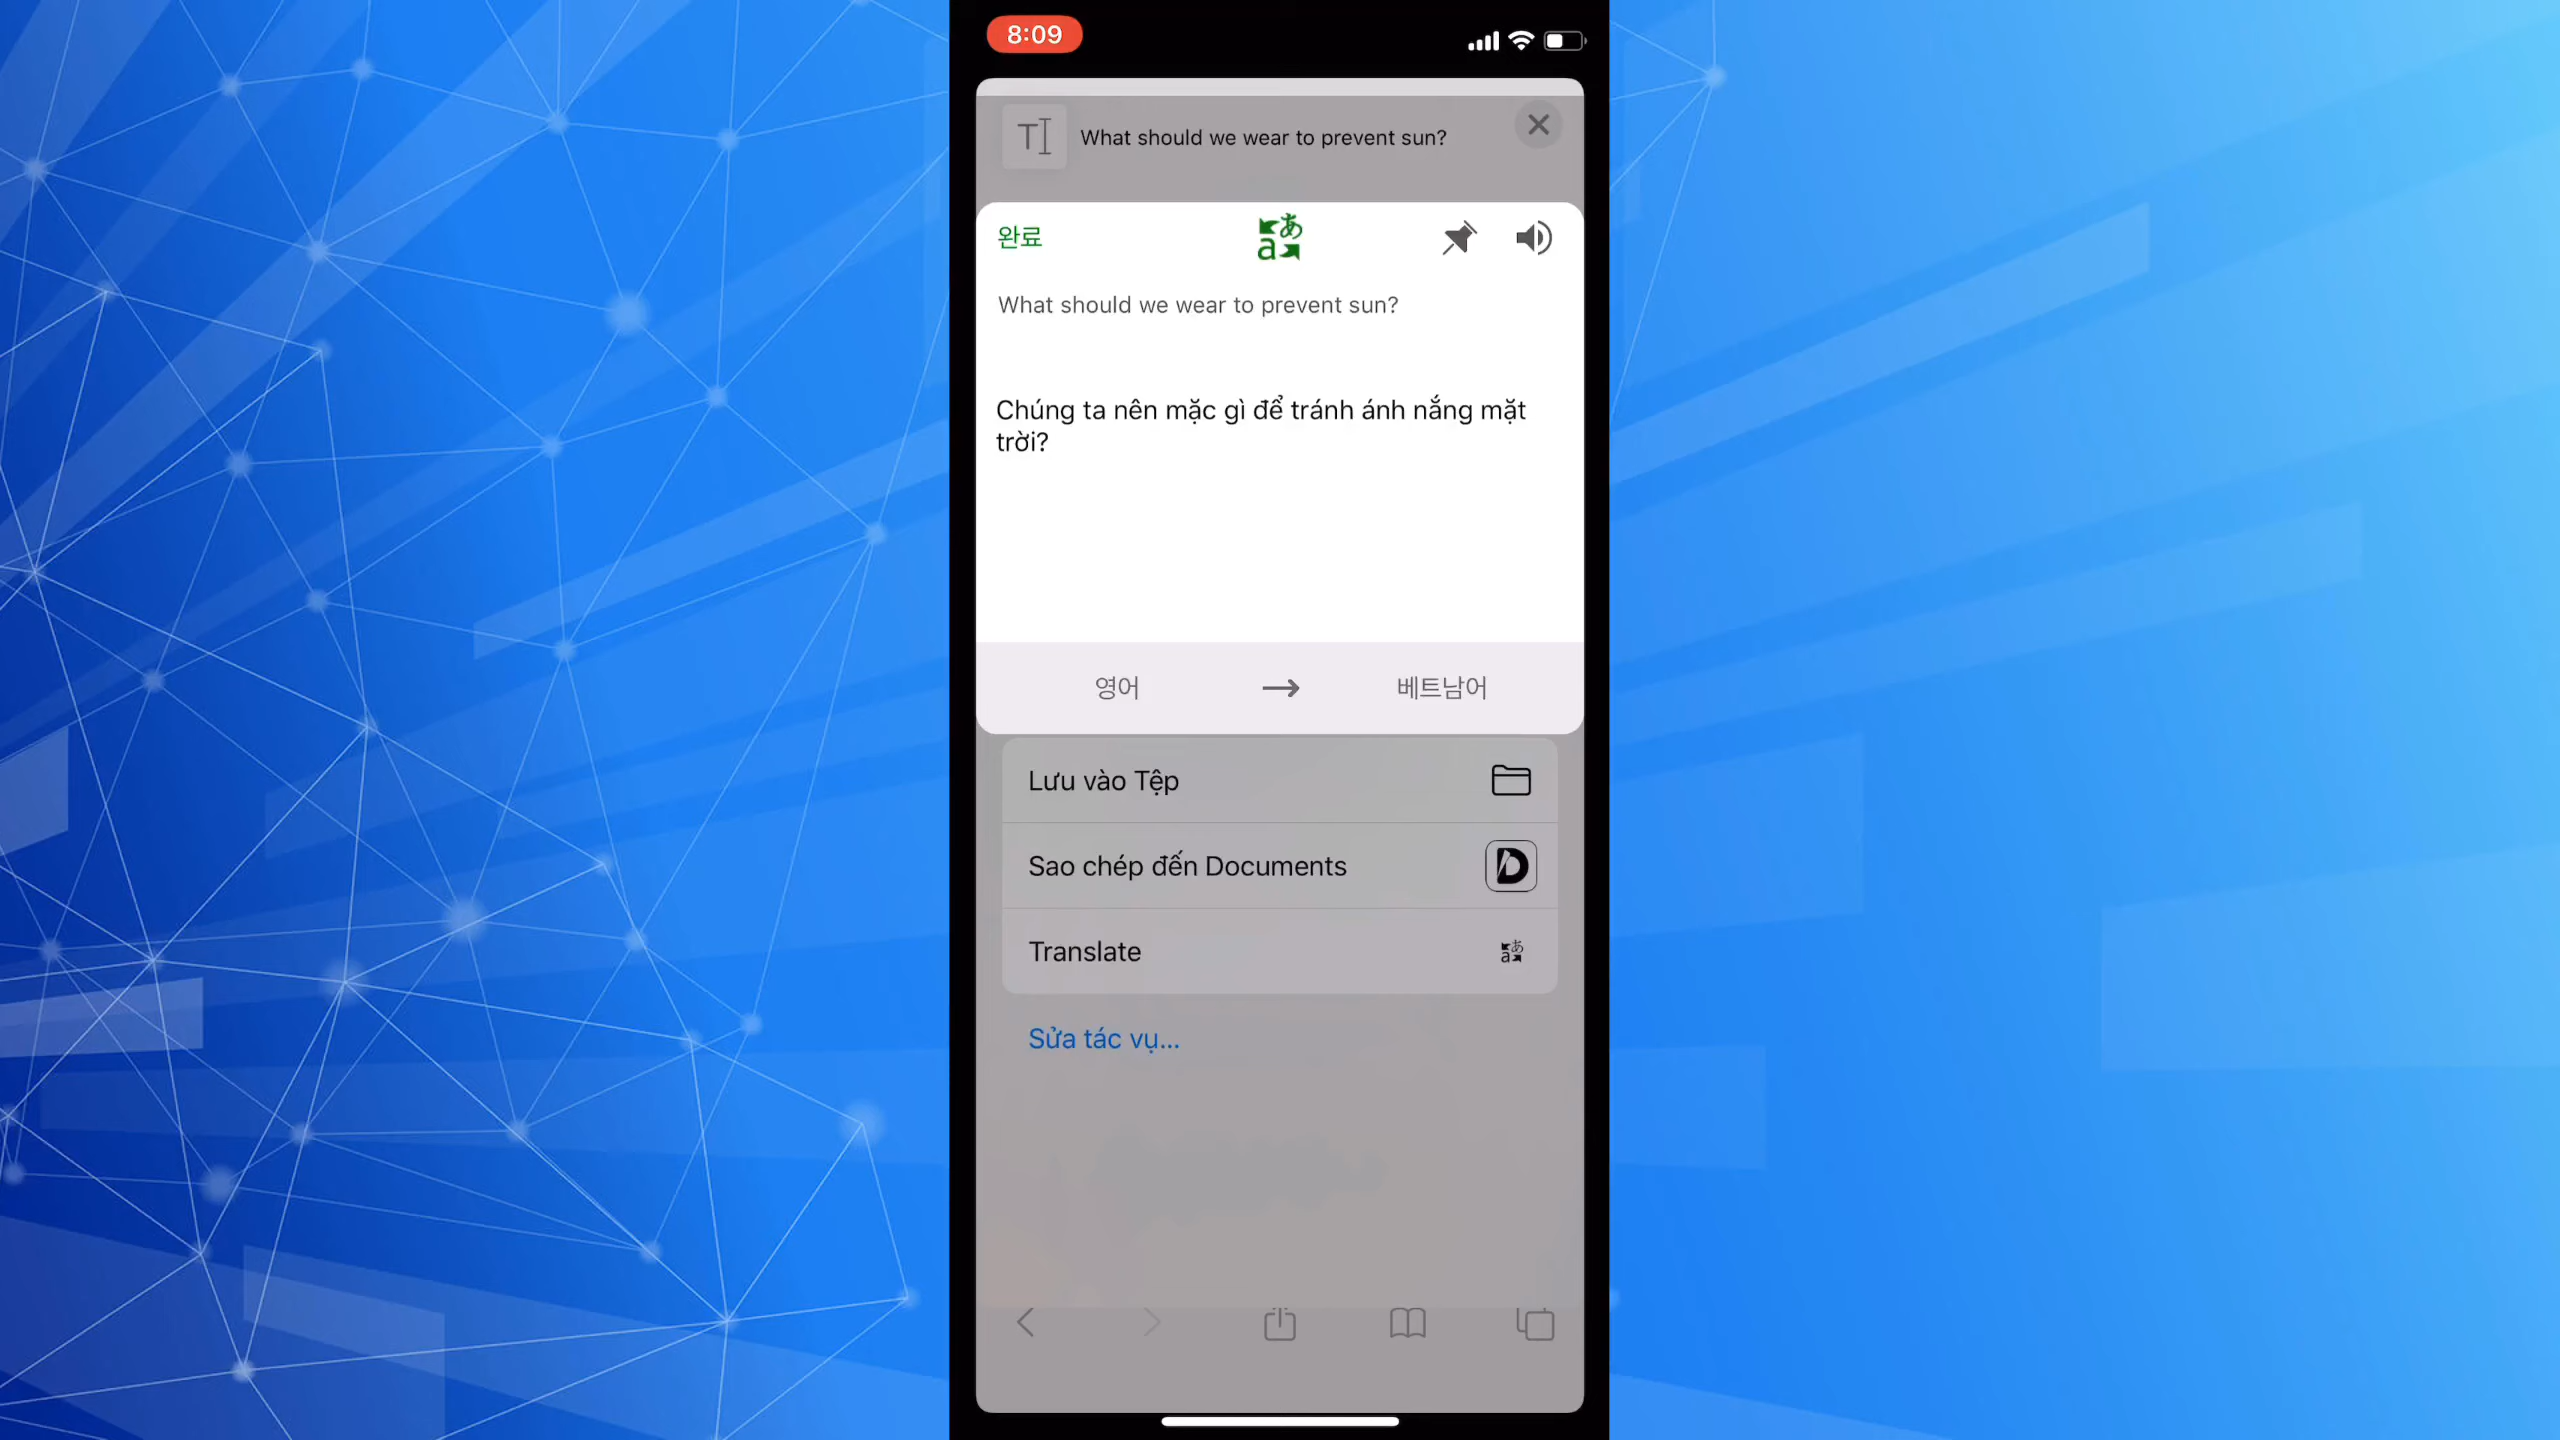 8:09
What should we wear to prevent sun?
완료
What should we wear to prevent sun?
Chúng ta nên mặc gì để tránh ánh nắng mặt
trời?
영어 → 베트남어
Lưu vào Tệp
Sao chép đến Documents
Translate
Sửa tác vụ...